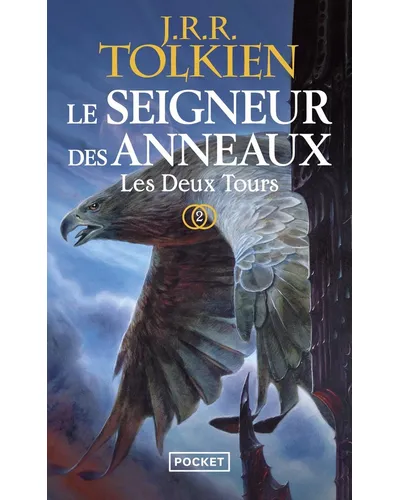 J.R.R.
TOLKIEN
LE SEIGNEUR
DES ANNEAUX
Les Deux Tours
2
POCKET